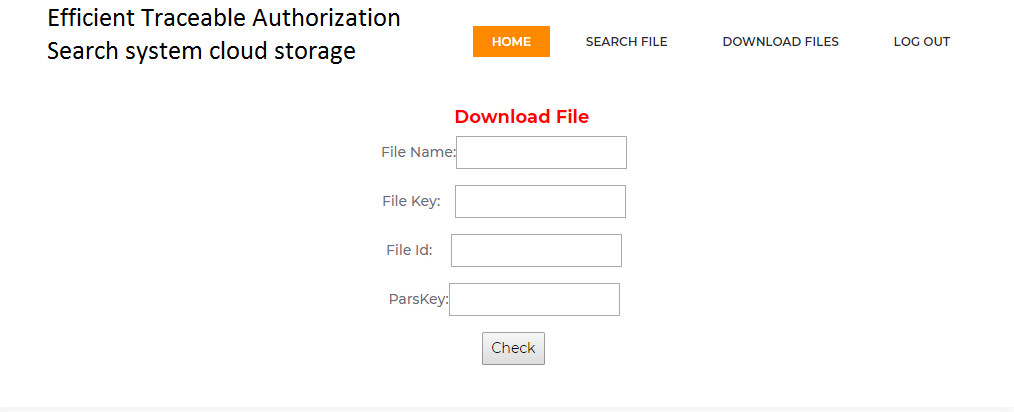 Efficient Traceable Authorization
Search system cloud storage
HOME SEARCH FILE DOWNLOAD FILES LOG OUT
Download File
File Name:
File Key:
File Id:
ParsKey:
Check